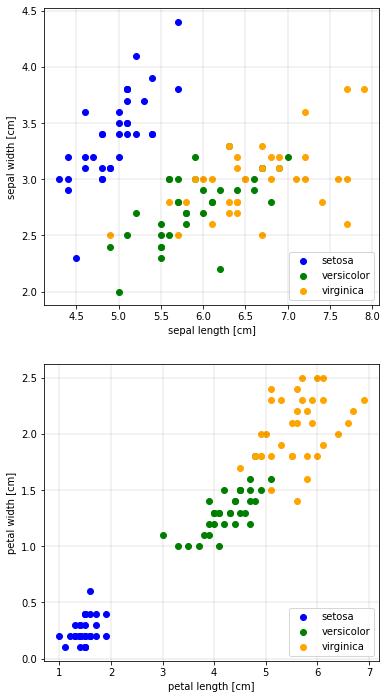 4.5
4.0
3.5
3.0
2.5
2.0
sepal width [cm]
setosa
versicolor
virginica
4.5 5.0 5.5 6.0 6.5 7.0 7.5 8.0
sepal length [cm]
2.5
2.0
1.5
1.0
0.5
0.0
petal width [cm]
setosa
versicolor
virginica
1 2 3 4 5 6 7
petal length [cm]